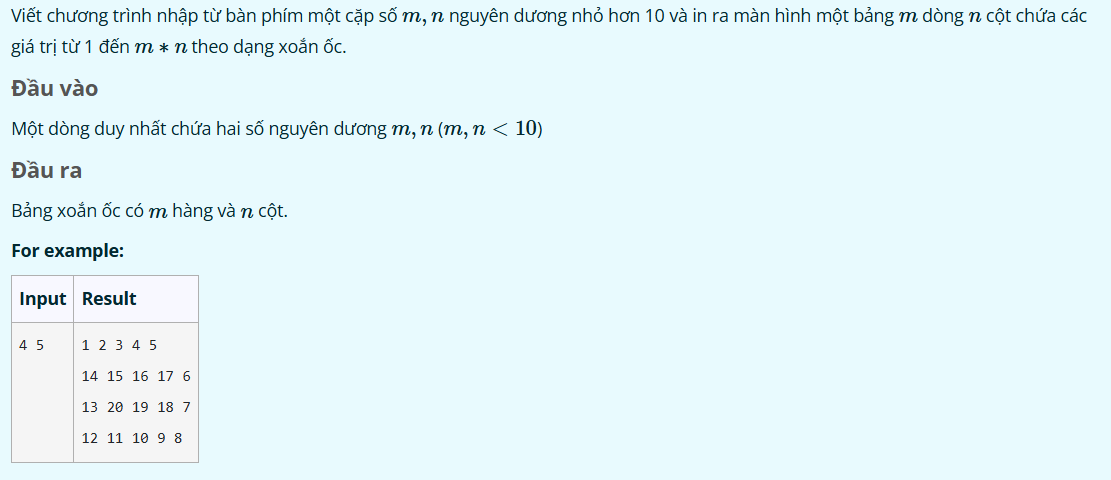 Viết chương trình nhập từ bàn phím một cặp số m, n nguyên dương nhỏ hơn 10 và in ra màn hình một bảng m dòng n cột chứa các
giá trị từ 1 đến m * n theo dạng xoắn ốc.
Đầu vào
Một dòng duy nhất chứa hai số nguyên dương m, n (m, n < 10)
Đầu ra
Bảng xoắn ốc có m hàng và n cột.
For example:
Input Result
4 5 1 2 3 4 5
14 15 16 17 6
13 20 19 18 7
12 11 10 9 8